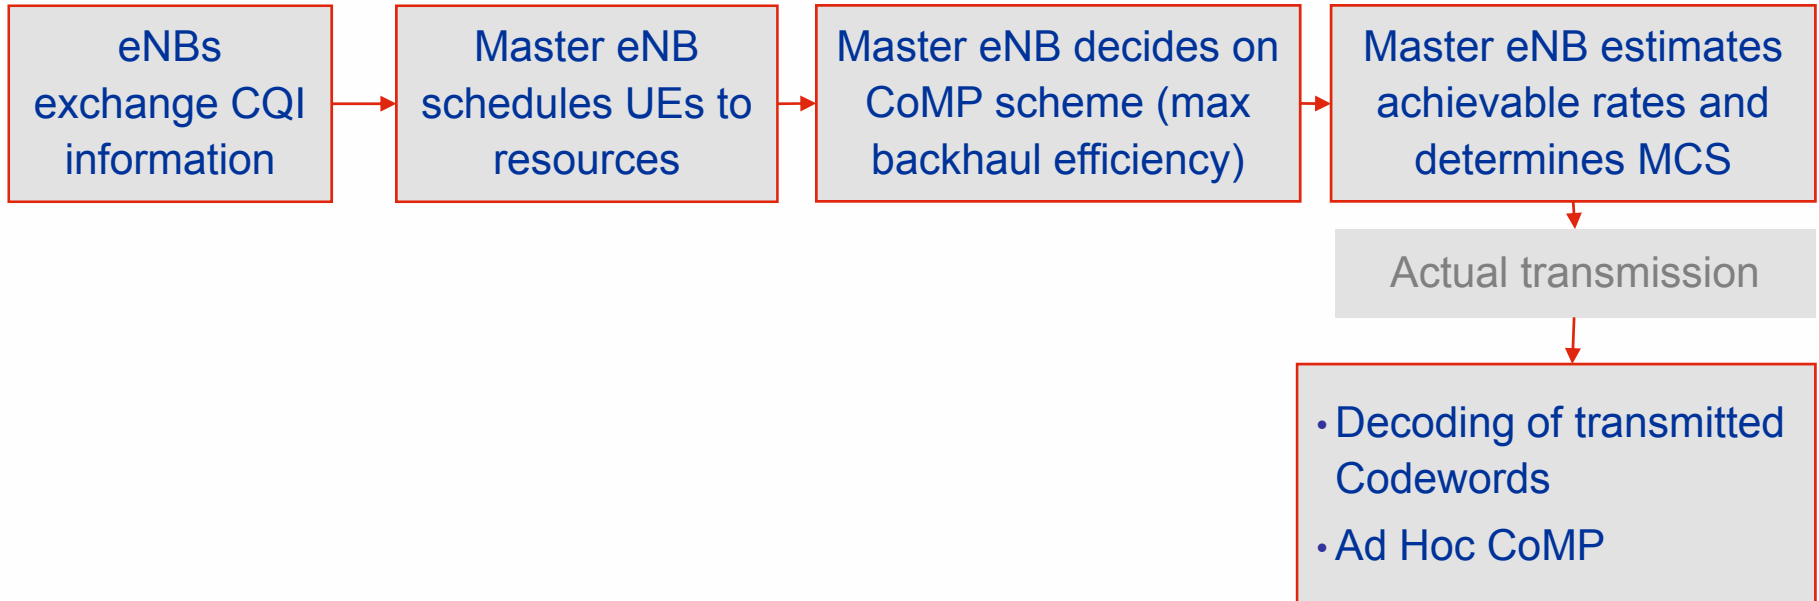 eNBs
exchange CQI
information
Master eNB
schedules UEs to
resources
Master eNB decides on
CoMP scheme (max
backhaul efficiency)
Master eNB estimates
achievable rates and
determines MCS
Actual transmission
• Decoding of transmitted
Codewords
• Ad Hoc CoMP